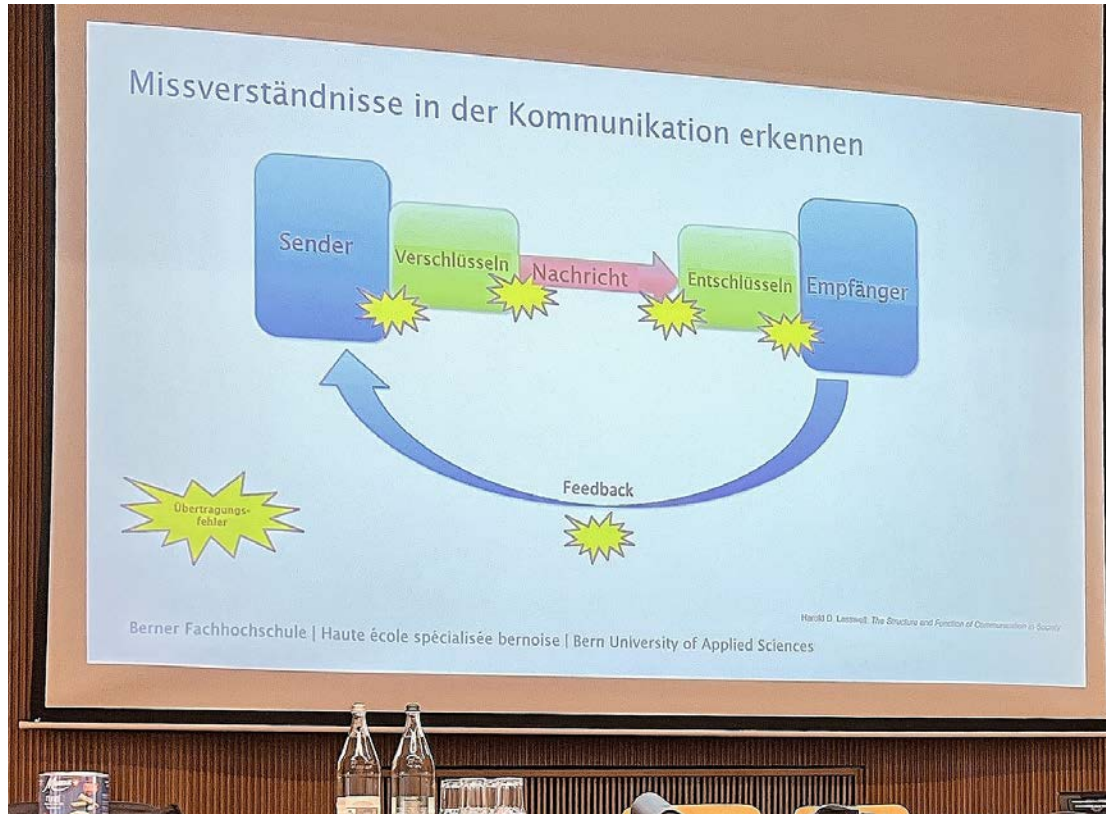 Missverständnisse in der Kommunikation erkennen
Sender
Verschlüsseln
Nachricht
Entschlüsseln
Empfänger
Feedback
Übertragungs-
fehler
Harold D. Lasswell: The Structure and Function of Communication in Society
Berner Fachhochschule | Haute école spécialisée bernoise | Bern University of Applied Sciences